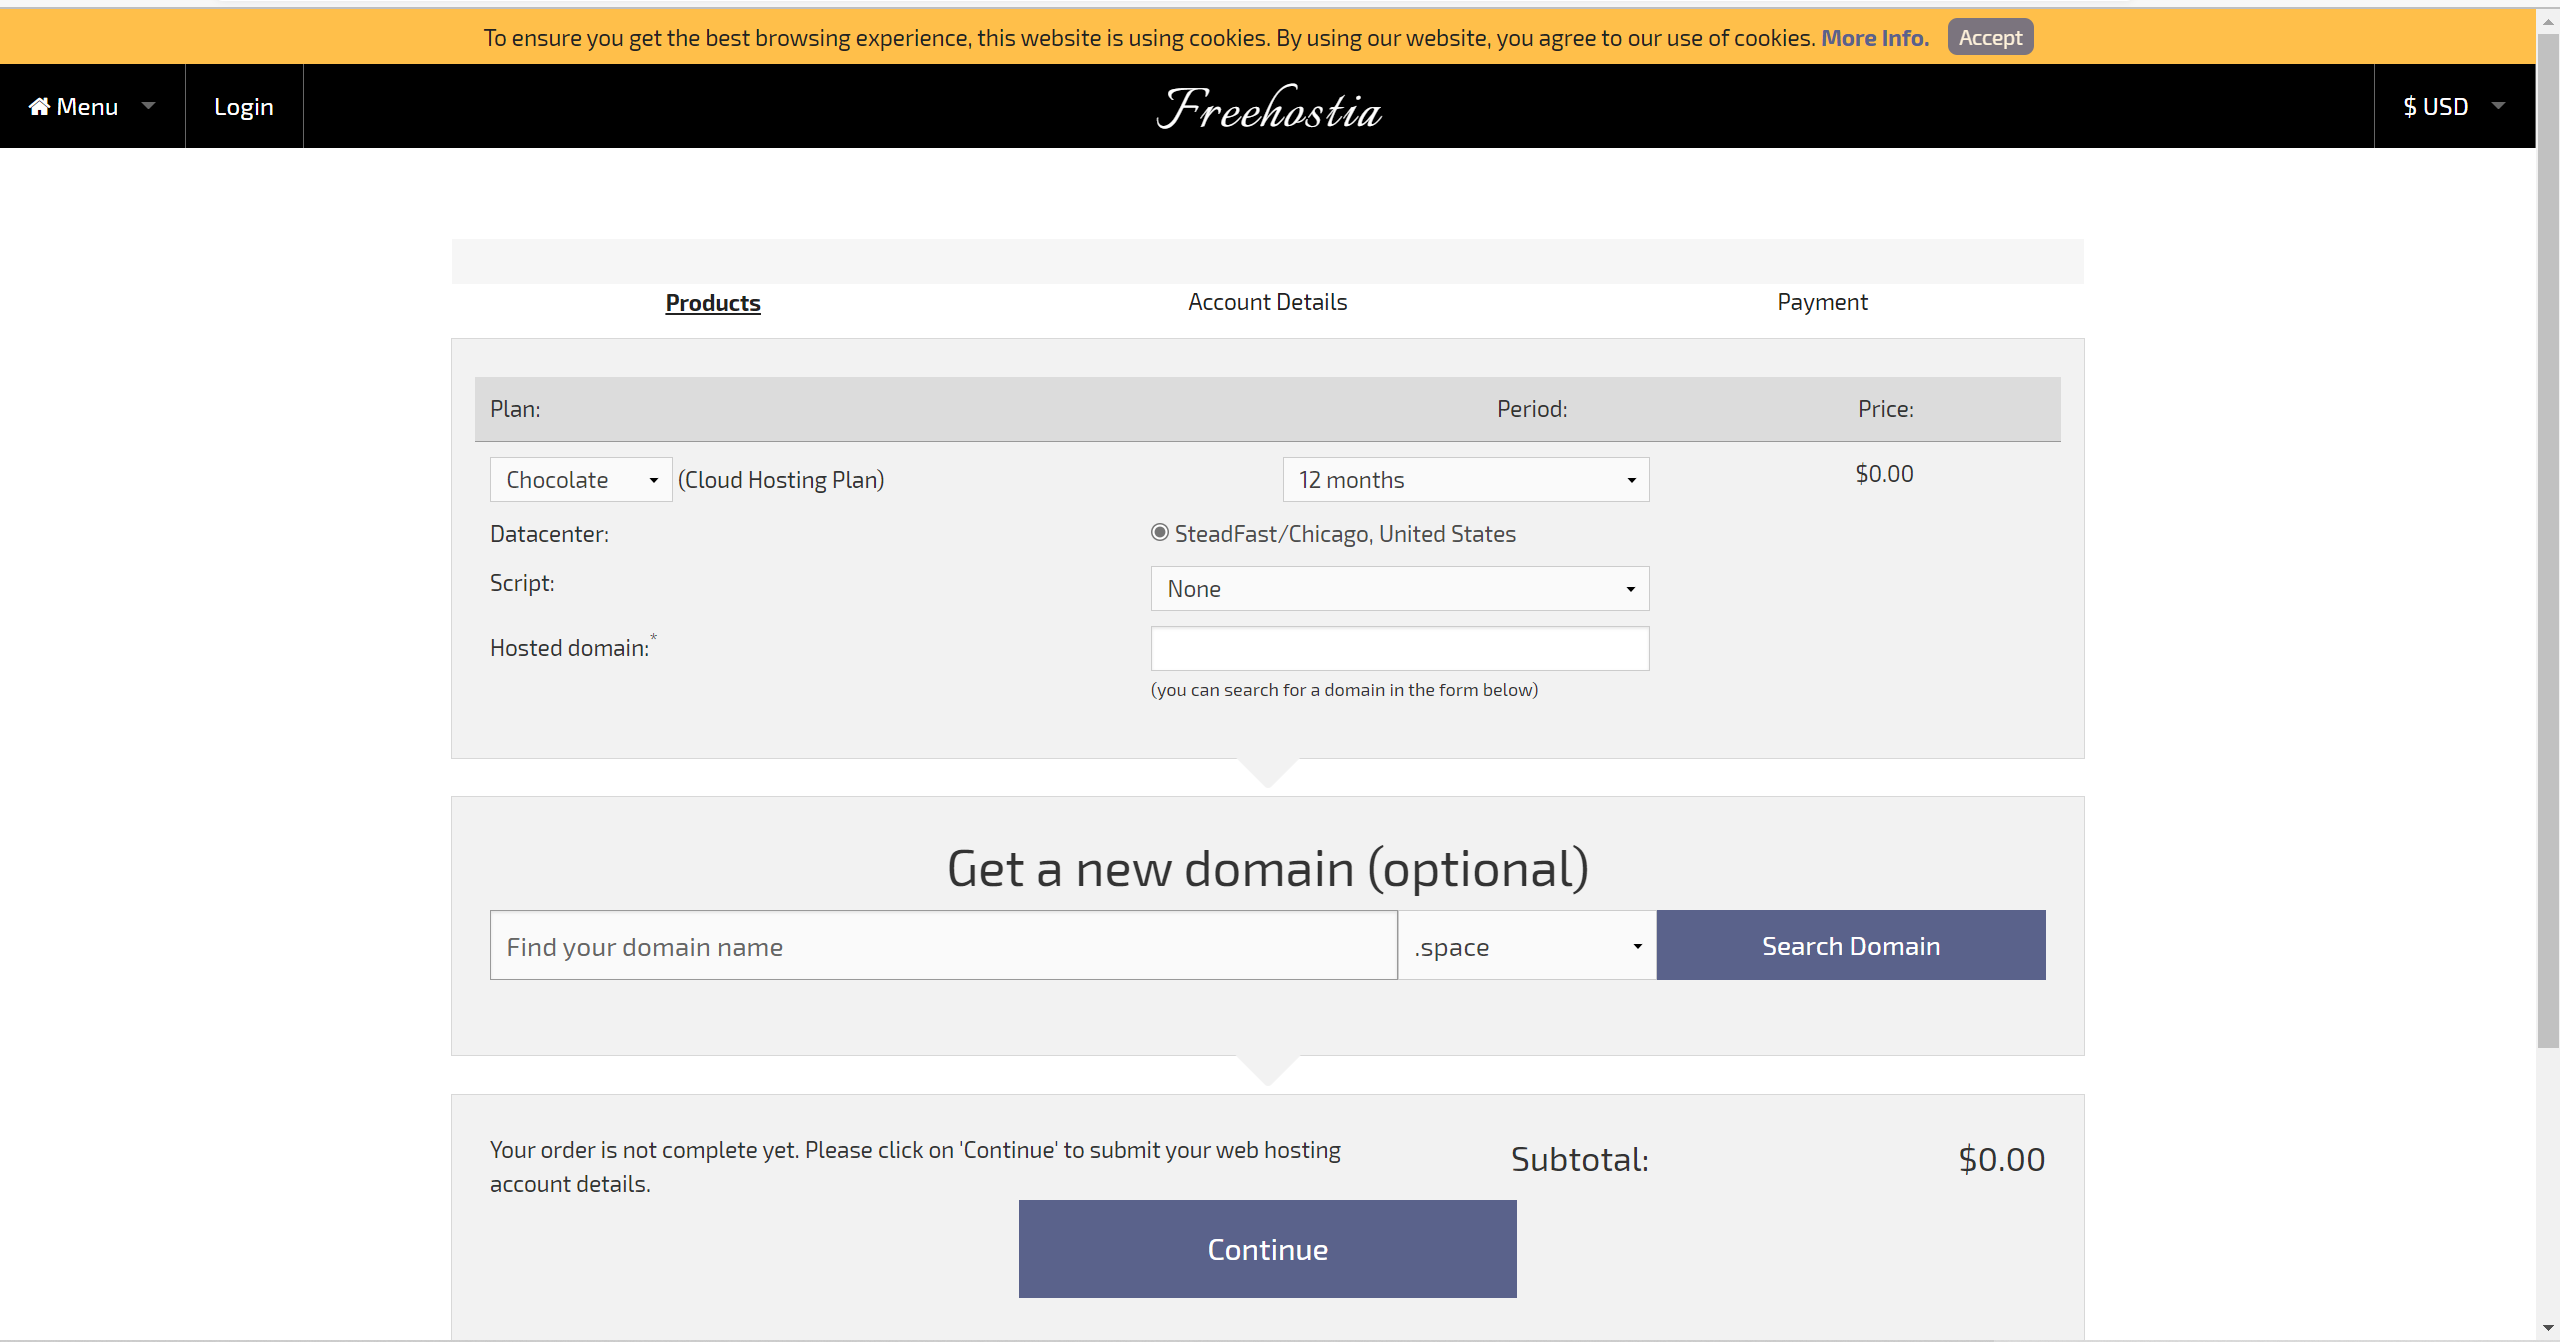 To ensure you get the best browsing experience, this website is using cookies. By using our website, you agree to our use of cookies. More Info. Accept
Menu Login Freehostia $ USD
Products Account Details Payment
Plan: Period: Price:
Chocolate (Cloud Hosting Plan) 12 months $0.00
Datacenter: SteadFast/Chicago, United States
Script: None
Hosted domain:*
(you can search for a domain in the form below)
Get a new domain (optional)
Find your domain name .space Search Domain
Your order is not complete yet. Please click on 'Continue' to submit your web hosting
account details.
Subtotal: $0.00
Continue